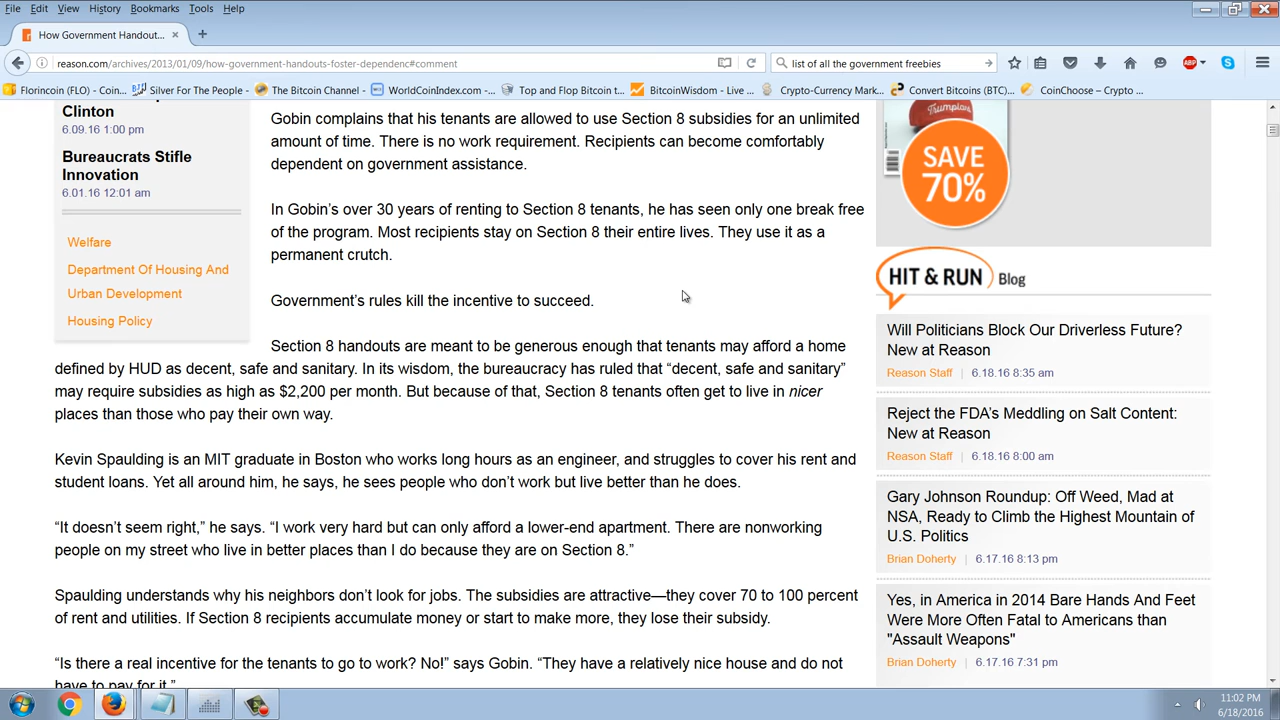 File Edit View History Bookmarks Tools Help
How Government Handout... ×
reason.com/archives/2013/01/09/how-government-handouts-foster-dependenc#comment
list of all the government freebies
ABP
Florincoin (FLO) - Coin...
Silver For The People -
The Bitcoin Channel -
WorldCoinIndex.com -
Top and Flop Bitcoin t...
BitcoinWisdom - Live ...
Crypto-Currency Mark...
Convert Bitcoins (BTC)...
CoinChoose – Crypto ...
Clinton
6.09.16 1:00 pm
Bureaucrats Stifle
Innovation
6.01.16 12:01 am
Welfare
Department Of Housing And
Urban Development
Housing Policy
Gobin complains that his tenants are allowed to use Section 8 subsidies for an unlimited
amount of time. There is no work requirement. Recipients can become comfortably
dependent on government assistance.
In Gobin’s over 30 years of renting to Section 8 tenants, he has seen only one break free
of the program. Most recipients stay on Section 8 their entire lives. They use it as a
permanent crutch.
Government’s rules kill the incentive to succeed.
Section 8 handouts are meant to be generous enough that tenants may afford a home
defined by HUD as decent, safe and sanitary. In its wisdom, the bureaucracy has ruled that “decent, safe and sanitary”
may require subsidies as high as $2,200 per month. But because of that, Section 8 tenants often get to live in nicer
places than those who pay their own way.
Kevin Spaulding is an MIT graduate in Boston who works long hours as an engineer, and struggles to cover his rent and
student loans. Yet all around him, he says, he sees people who don’t work but live better than he does.
“It doesn’t seem right,” he says. “I work very hard but can only afford a lower-end apartment. There are nonworking
people on my street who live in better places than I do because they are on Section 8.”
Spaulding understands why his neighbors don’t look for jobs. The subsidies are attractive—they cover 70 to 100 percent
of rent and utilities. If Section 8 recipients accumulate money or start to make more, they lose their subsidy.
“Is there a real incentive for the tenants to go to work? No!” says Gobin. “They have a relatively nice house and do not
have to pay for it.”
Trumpians
SAVE
70%
HIT & RUN Blog
Will Politicians Block Our Driverless Future?
New at Reason
Reason Staff | 6.18.16 8:35 am
Reject the FDA’s Meddling on Salt Content:
New at Reason
Reason Staff | 6.18.16 8:00 am
Gary Johnson Roundup: Off Weed, Mad at
NSA, Ready to Climb the Highest Mountain of
U.S. Politics
Brian Doherty | 6.17.16 8:13 pm
Yes, in America in 2014 Bare Hands And Feet
Were More Often Fatal to Americans than
"Assault Weapons"
Brian Doherty | 6.17.16 7:31 pm
11:02 PM
6/18/2016